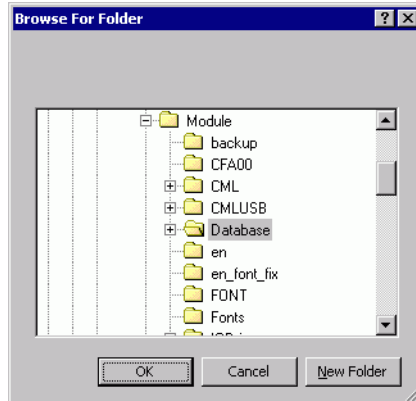 Browse For Folder
Module
backup
CFA00
CML
CMLUSB
Database
en
en_font_fix
FONT
Fonts
OK Cancel New Folder